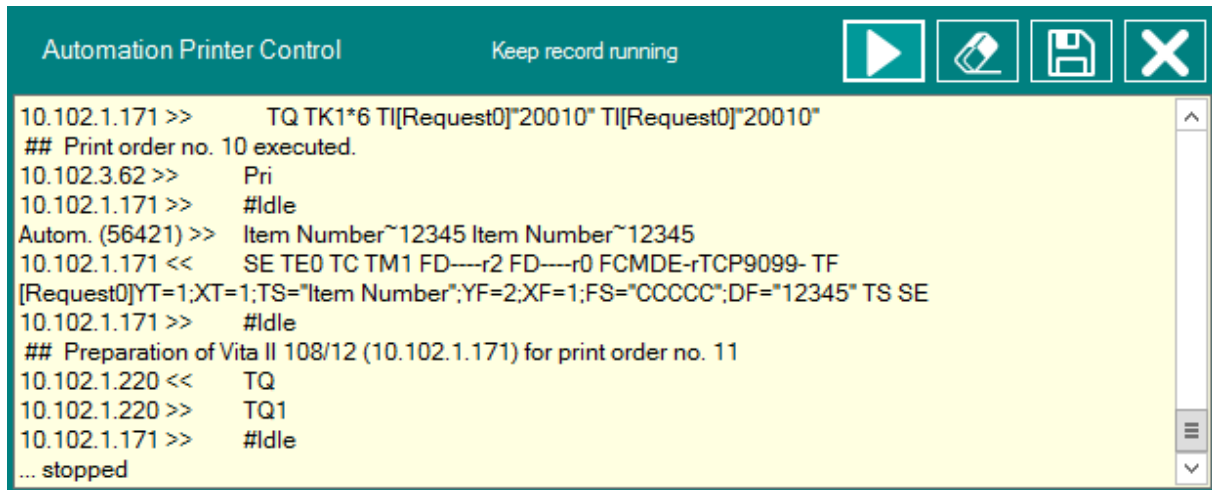 Automation Printer Control Keep record running
10.102.1.171 >> TQ TK1*6 TI[Request0]"20010" TI[Request0]"20010"
## Print order no. 10 executed.
10.102.3.62 >> Pri
10.102.1.171 >> #Idle
Autom. (56421) >> Item Number~12345 Item Number~12345
10.102.1.171 << SE TE0 TC TM1 FD----r2 FD----r0 FCMDE-rTCP9099- TF
[Request0]YT=1;XT=1;TS="Item Number";YF=2;XF=1;FS="CCCCC";DF="12345" TS SE
10.102.1.171 >> #Idle
## Preparation of Vita II 108/12 (10.102.1.171) for print order no. 11
10.102.1.220 << TQ
10.102.1.220 >> TQ1
10.102.1.171 >> #Idle
... stopped